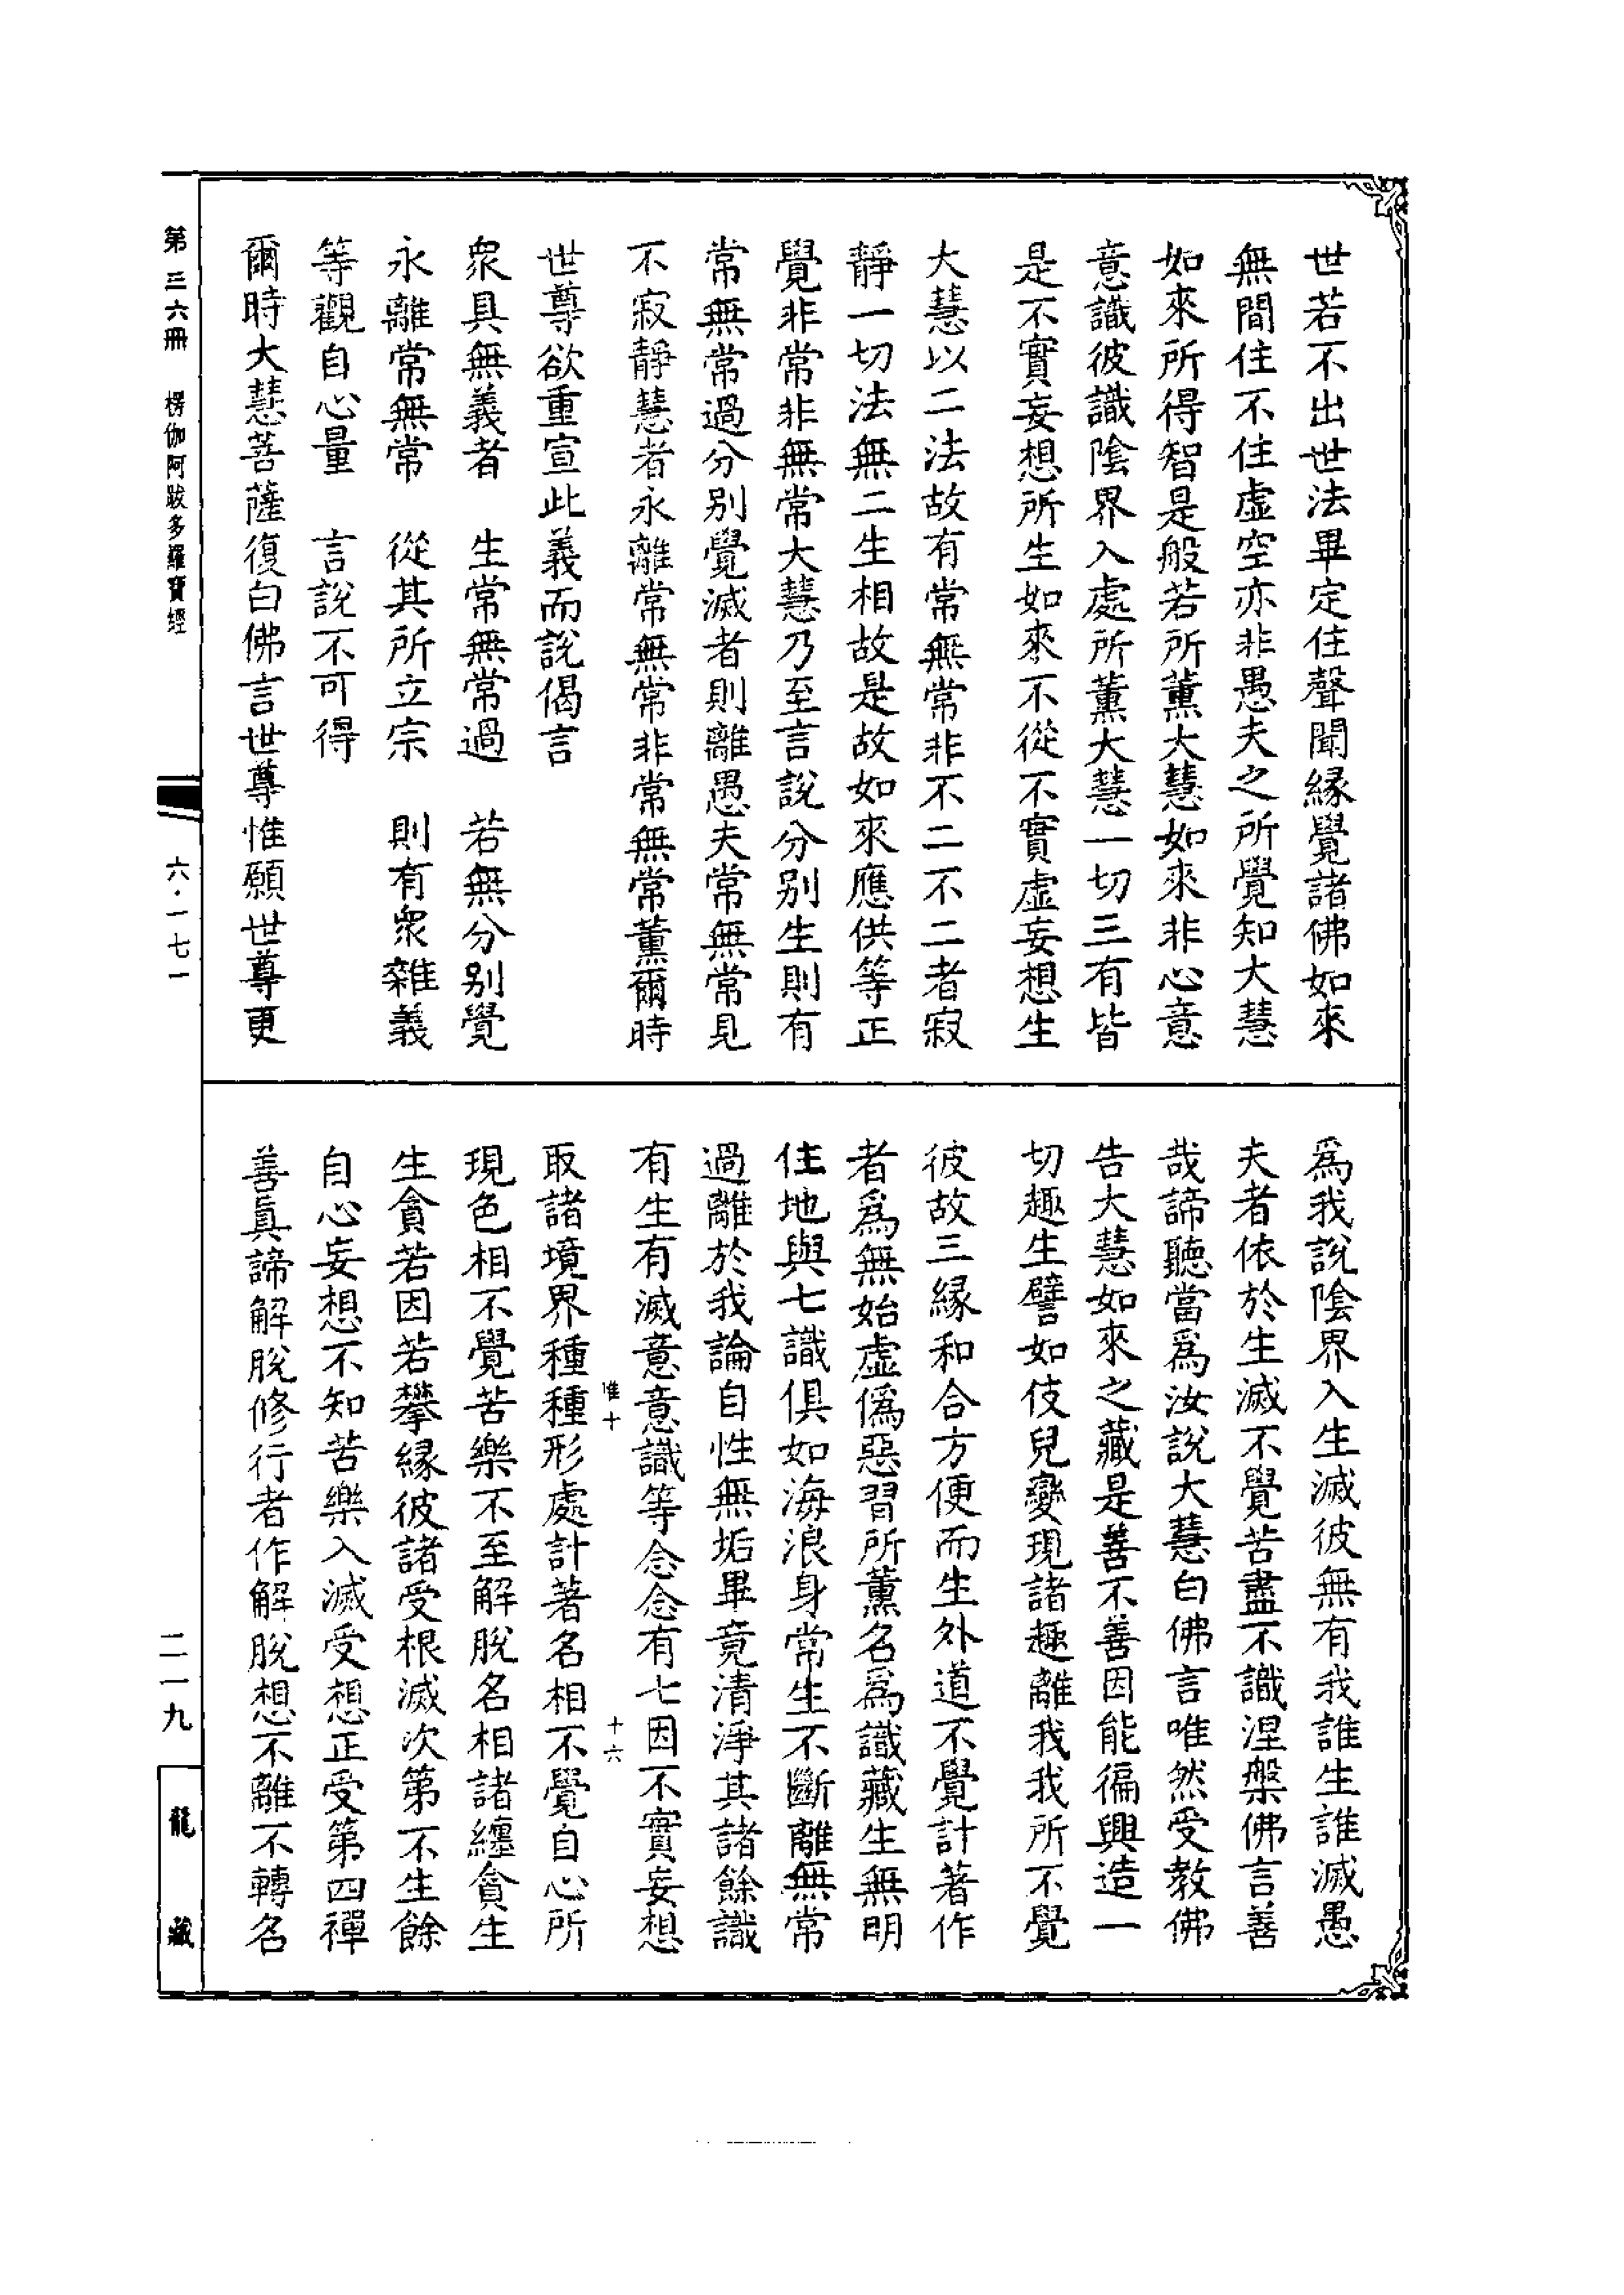 世若不出世法畢定住聲聞緣覺諸佛如來
無間住不住虛空亦非愚夫之所覺知大慧
如來所得智是般若所薰大慧如來非心意
意識彼識陰界入處所薰大慧一切三有皆
是不實妄想所生如來不從不實虛妄想生
大慧以二法故有常無常非不二不二者寂
靜一切法無二生相故是故如來應供等正
覺非常非無常大慧乃至言說分別生則有
常無常過分別覺滅者則離愚夫常無常見
不寂靜慧者永離常無常非常無常薰爾時
世尊欲重宣此義而說偈言
衆具無義者　生常無常過　若無分別覺
永離常無常　從其所立宗　則有衆雜義
等觀自心量　言說不可得
爾時大慧菩薩復白佛言世尊惟願世尊更
爲我說陰界入生滅彼無有我誰生誰滅愚
夫者依於生滅不覺苦盡不識涅槃佛言善
哉諦聽當爲汝說大慧白佛言唯然受教佛
告大慧如來之藏是善不善因能徧興造一
切趣生譬如伎兒變現諸趣離我我所不覺
彼故三緣和合方便而生外道不覺計著作
者爲無始虛僞惡習所薰名爲識藏生無明
住地與七識俱如海浪身常生不斷離無常
過離於我論自性無垢畢竟清淨其諸餘識
有生有滅意意識等念念有七因不實妄想
惟十
十六
取諸境界種種形處計著名相不覺自心所
現色相不覺苦樂不至解脫名相諸纏貪生
生貪若因若攀緣彼諸受根滅次第不生餘
自心妄想不知苦樂入滅受想正受第四禪
善眞諦解脫修行者作解脫想不離不轉名
第三六冊　楞伽阿跋多羅寶經
六·一七一
二一九
龍藏